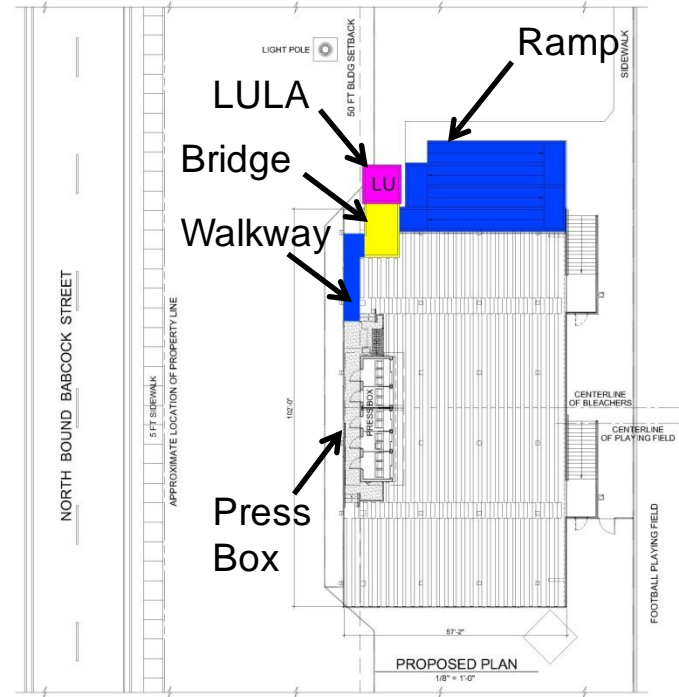 Ramp
SIDEWALK
LIGHT POLE
50 FT BLDG SETBACK
LULA
Bridge
LU
Walkway
NORTH BOUND BABCOCK STREET
5 FT SIDEWALK
APPROXIMATE LOCATION OF PROPERTY LINE
102'-0"
PRESS BOX
CENTERLINE
OF BLEACHERS
CENTERLINE
OF PLAYING FIELD
Press
Box
FOOTBALL PLAYING FIELD
57'-2"
PROPOSED PLAN
1/8" = 1'-0"